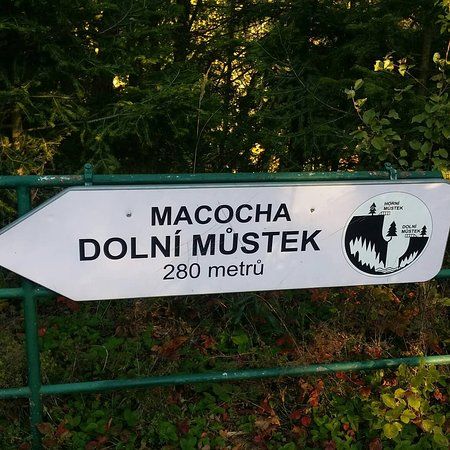 MACOCHA
DOLNÍ MŮSTEK
280 metrů
HORNÍ
MŮSTEK
DOLNÍ
MŮSTEK